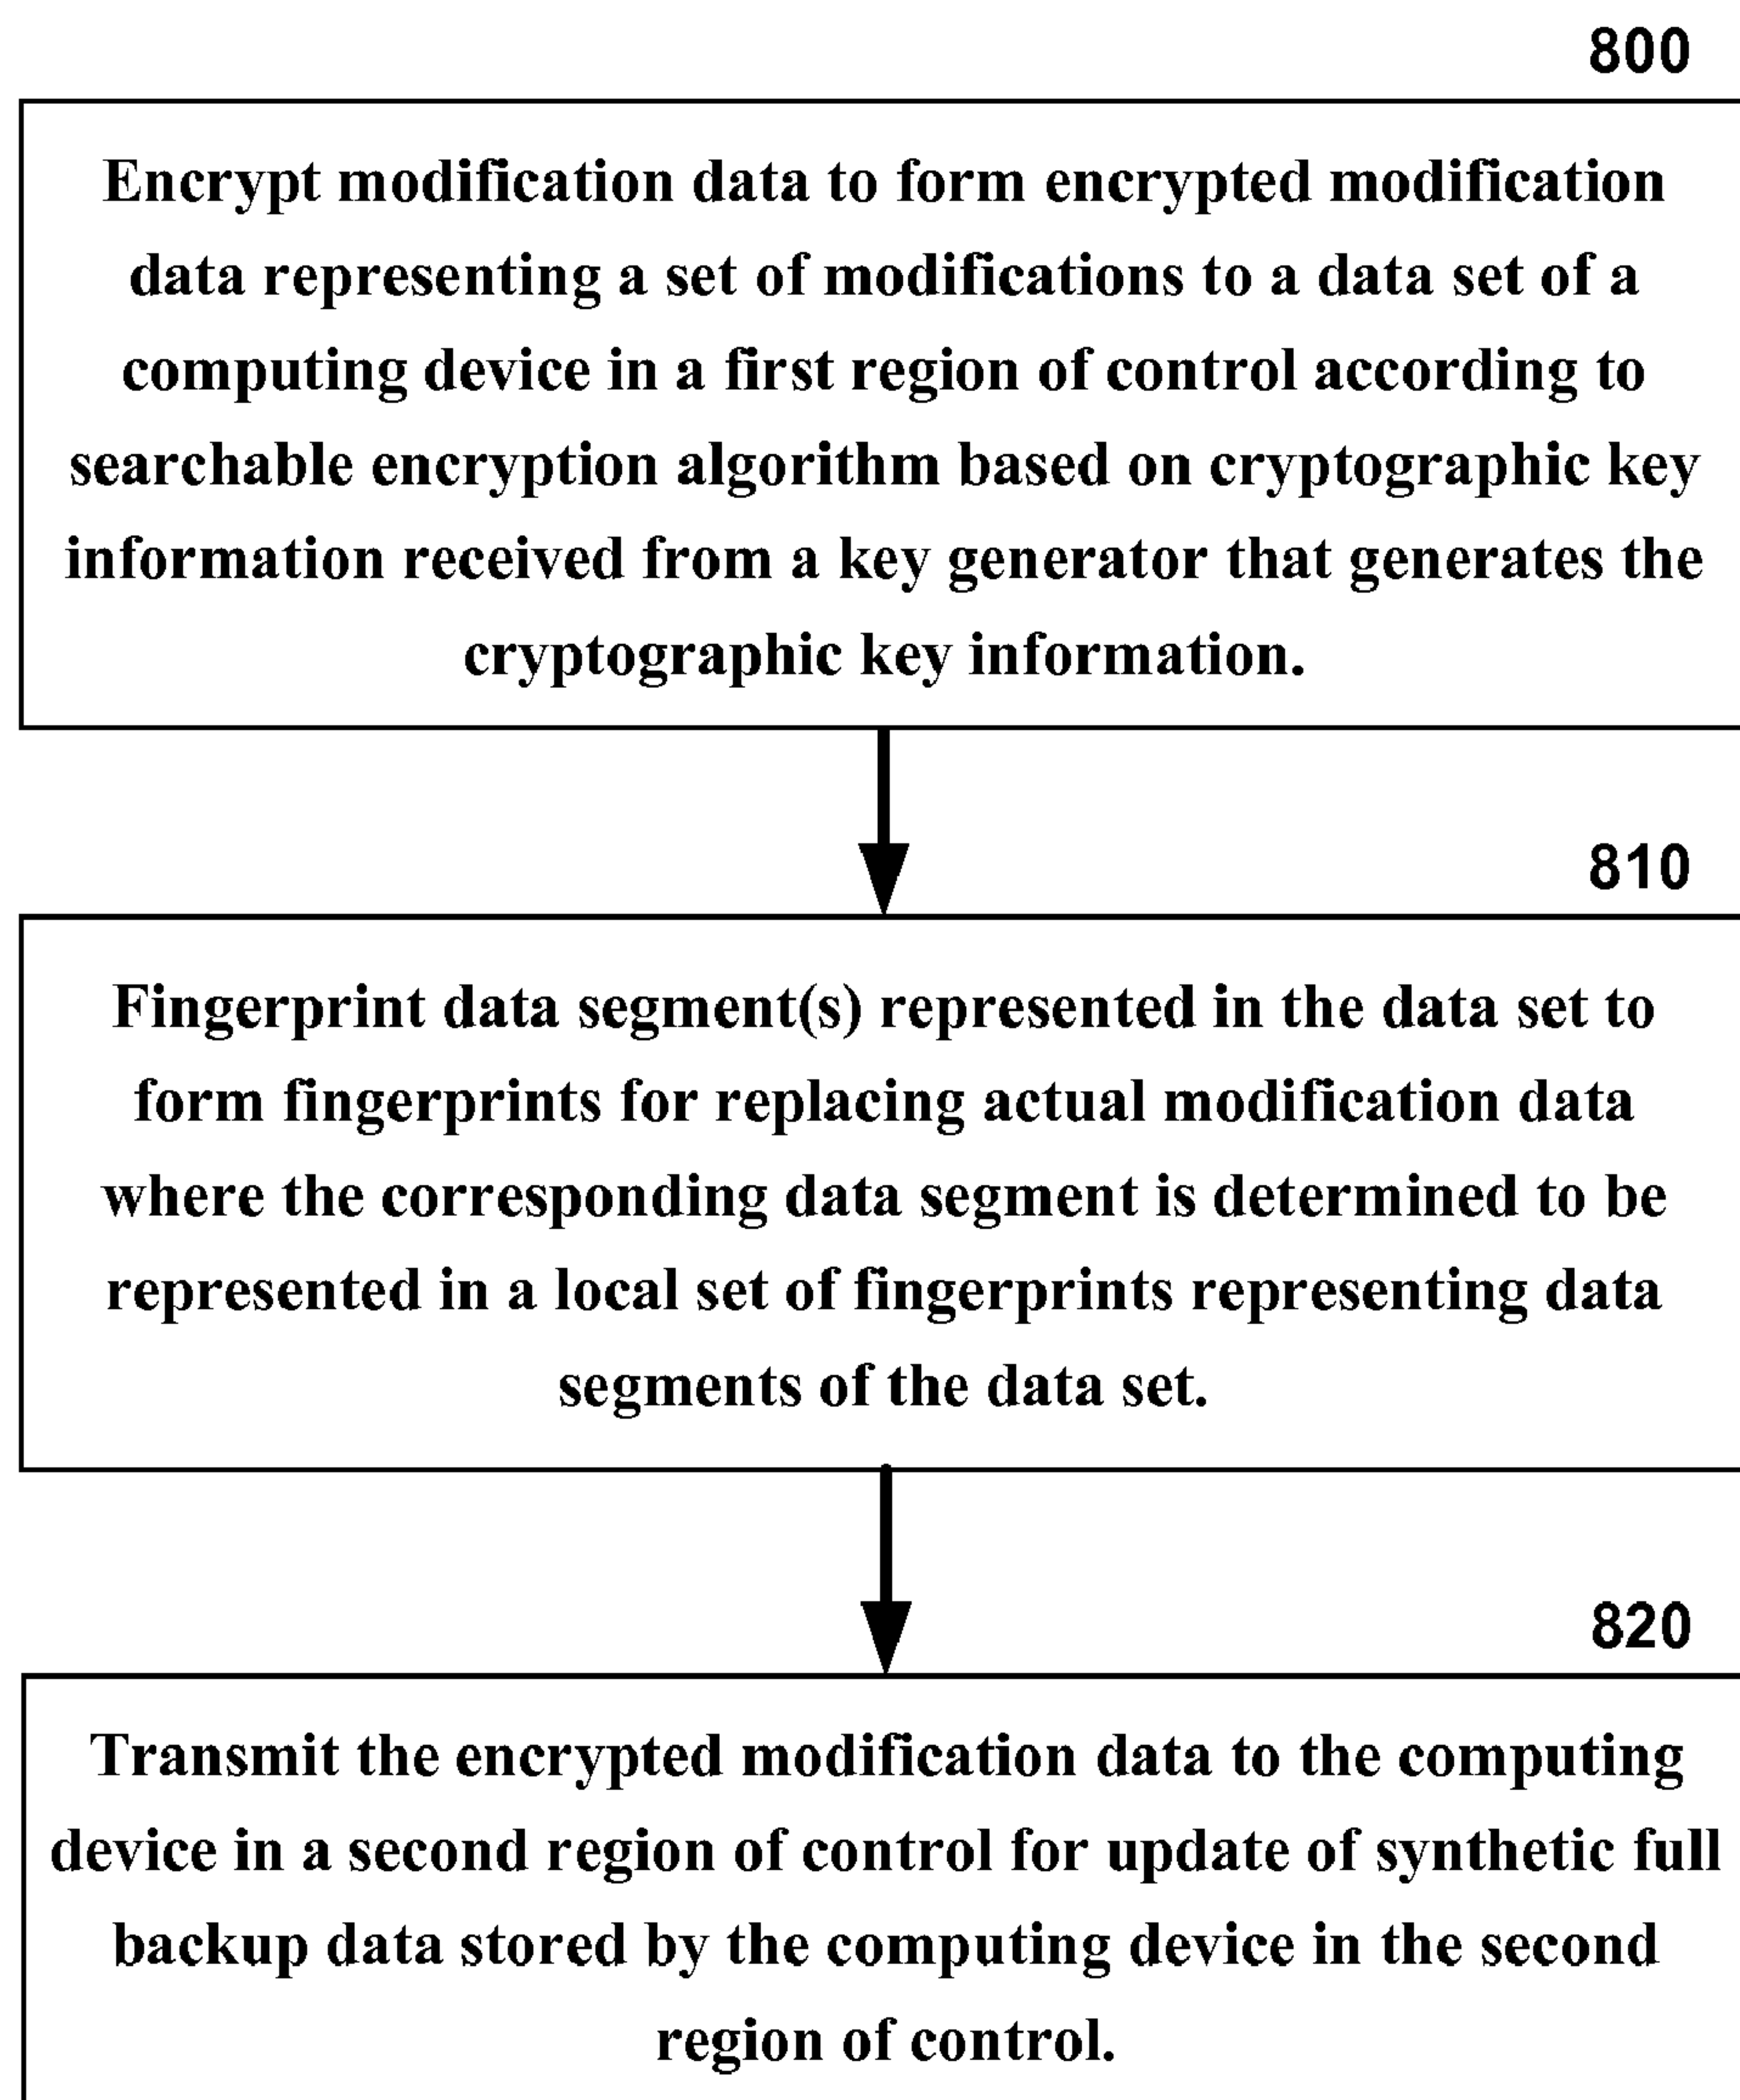 800
Encrypt modification data to form encrypted modification
data representing a set of modifications to a data set of a
computing device in a first region of control according to
searchable encryption algorithm based on cryptographic key
information received from a key generator that generates the
cryptographic key information.
810
Fingerprint data segment(s) represented in the data set to
form fingerprints for replacing actual modification data
where the corresponding data segment is determined to be
represented in a local set of fingerprints representing data
segments of the data set.
820
Transmit the encrypted modification data to the computing
device in a second region of control for update of synthetic full
backup data stored by the computing device in the second
region of control.